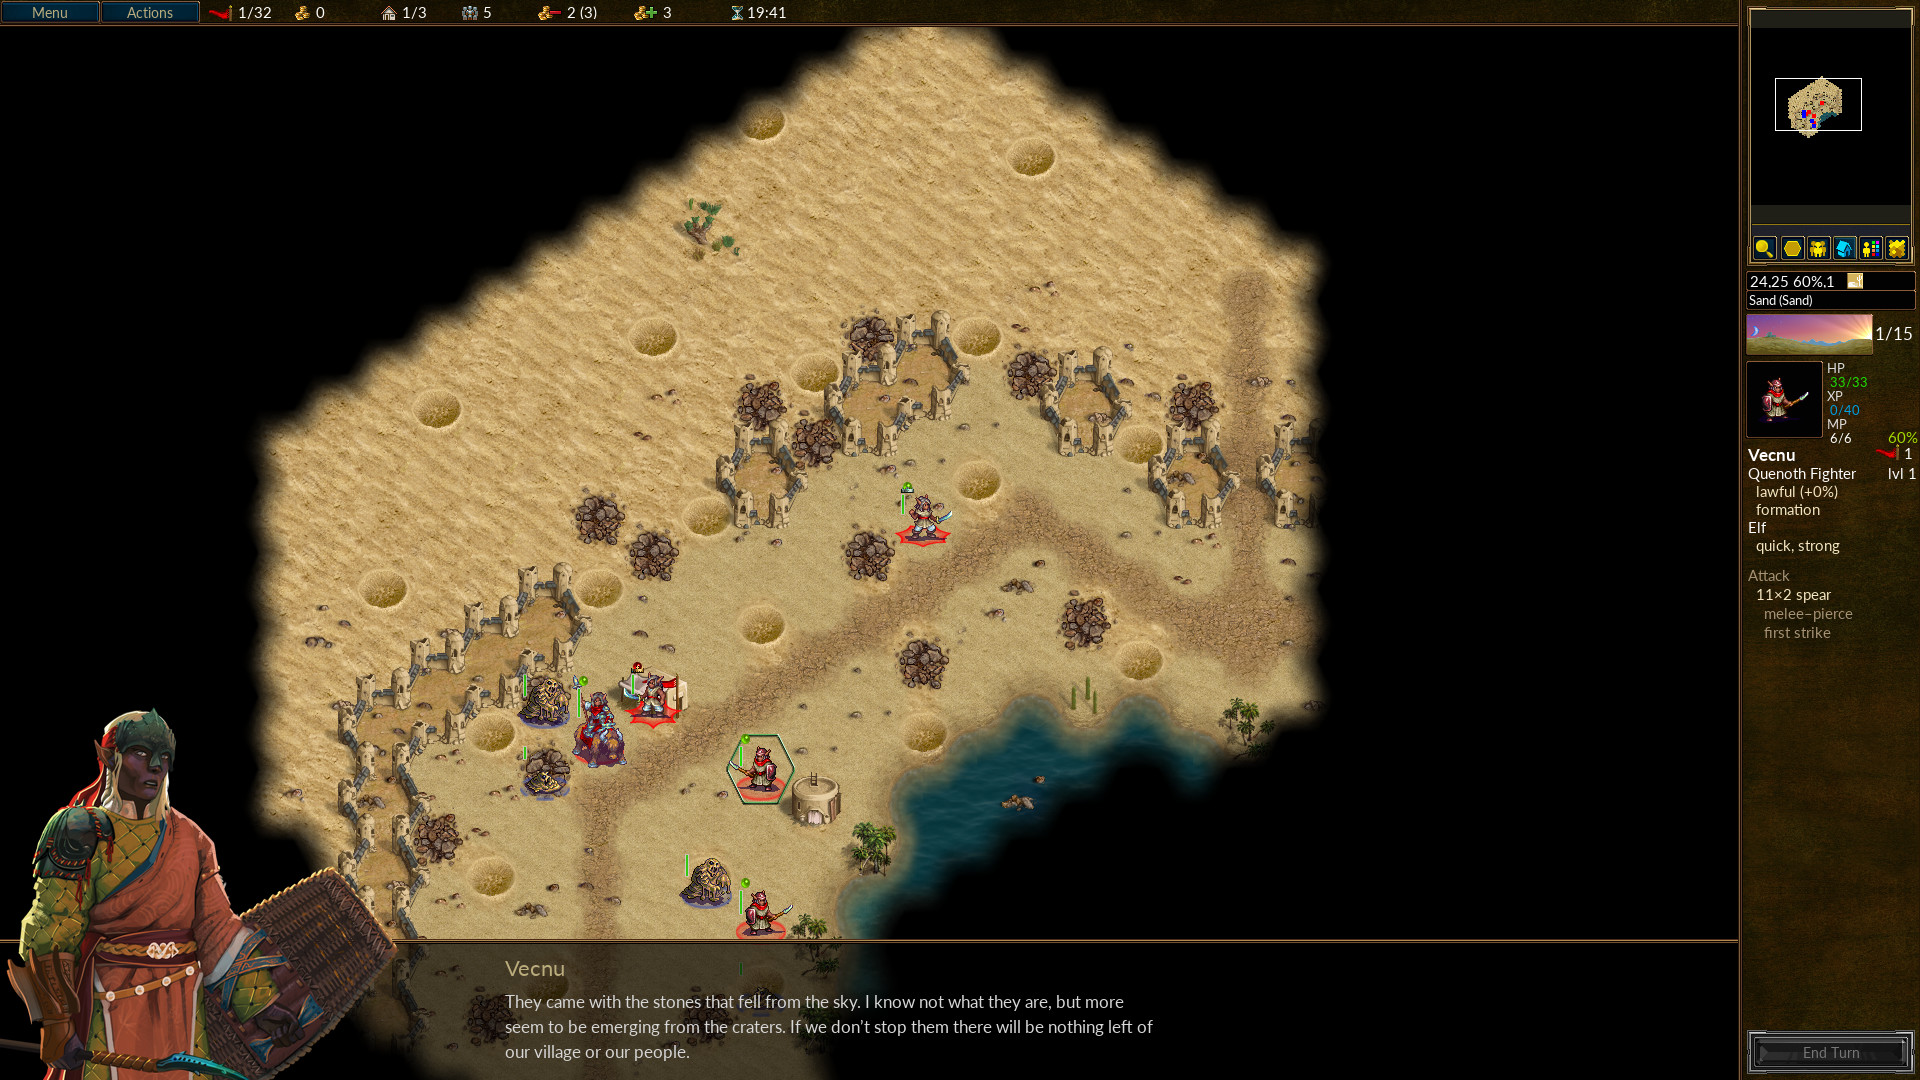 Menu Actions 1/32 0 1/3 5 2 (3) 3 19:41
24,25 60%,1
Sand (Sand)
1/15
HP
33/33
XP
0/40
MP
6/6 60%
Vecnu 1
Quenoth Fighter lvl 1
lawful (+0%)
formation
Elf
quick, strong
Attack
11×2 spear
melee–pierce
first strike
Vecnu
They came with the stones that fell from the sky. I know not what they are, but more
seem to be emerging from the craters. If we don’t stop them there will be nothing left of
our village or our people.
End Turn